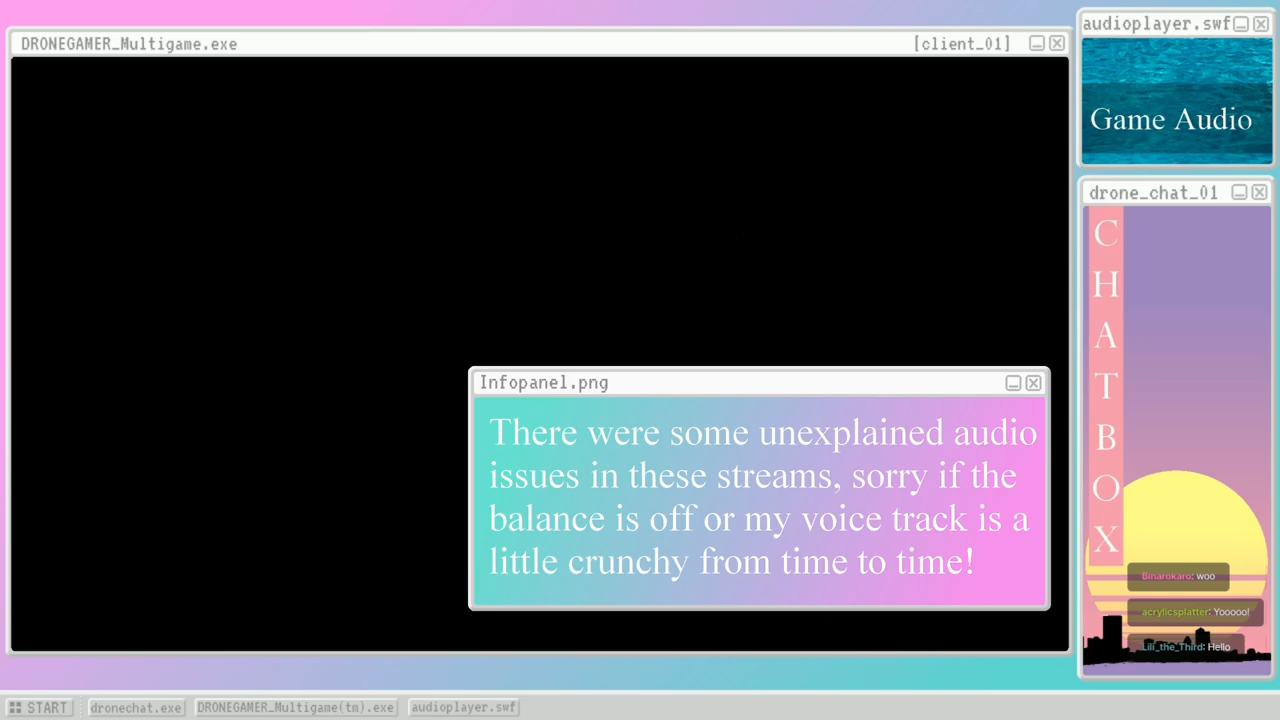 DRONEGAMER_Multigame.exe
[client_01]
audioplayer.swf
Game Audio
drone_chat_01
CHATBOX
Infopanel.png
There were some unexplained audio
issues in these streams, sorry if the
balance is off or my voice track is a
little crunchy from time to time!
Binarokaro: woo
acrylicsplatter: Yooooo!
Lili_the_Third: Hello
START
dronechat.exe
DRONEGAMER_Multigame(tm).exe
audioplayer.swf